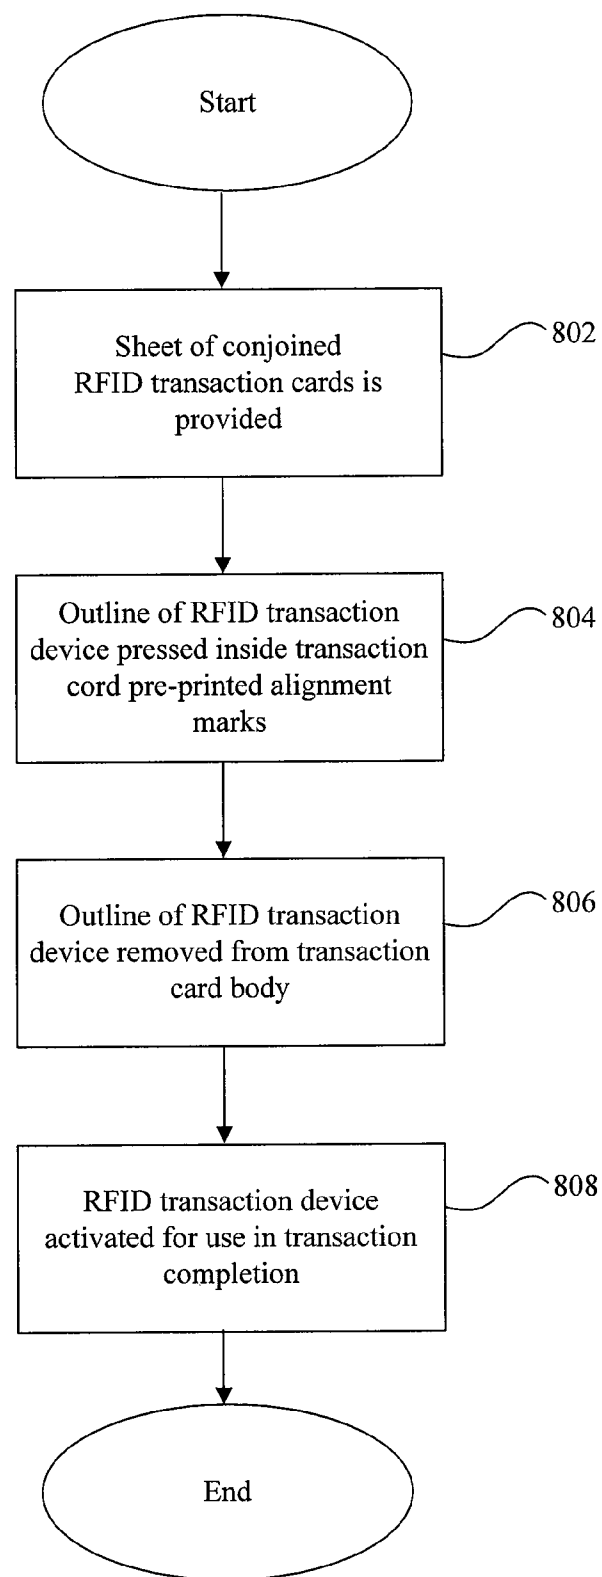 Start
Sheet of conjoined
RFID transaction cards is
provided
802
Outline of RFID transaction
device pressed inside transaction
cord pre-printed alignment
marks
804
Outline of RFID transaction
device removed from transaction
card body
806
RFID transaction device
activated for use in transaction
completion
808
End